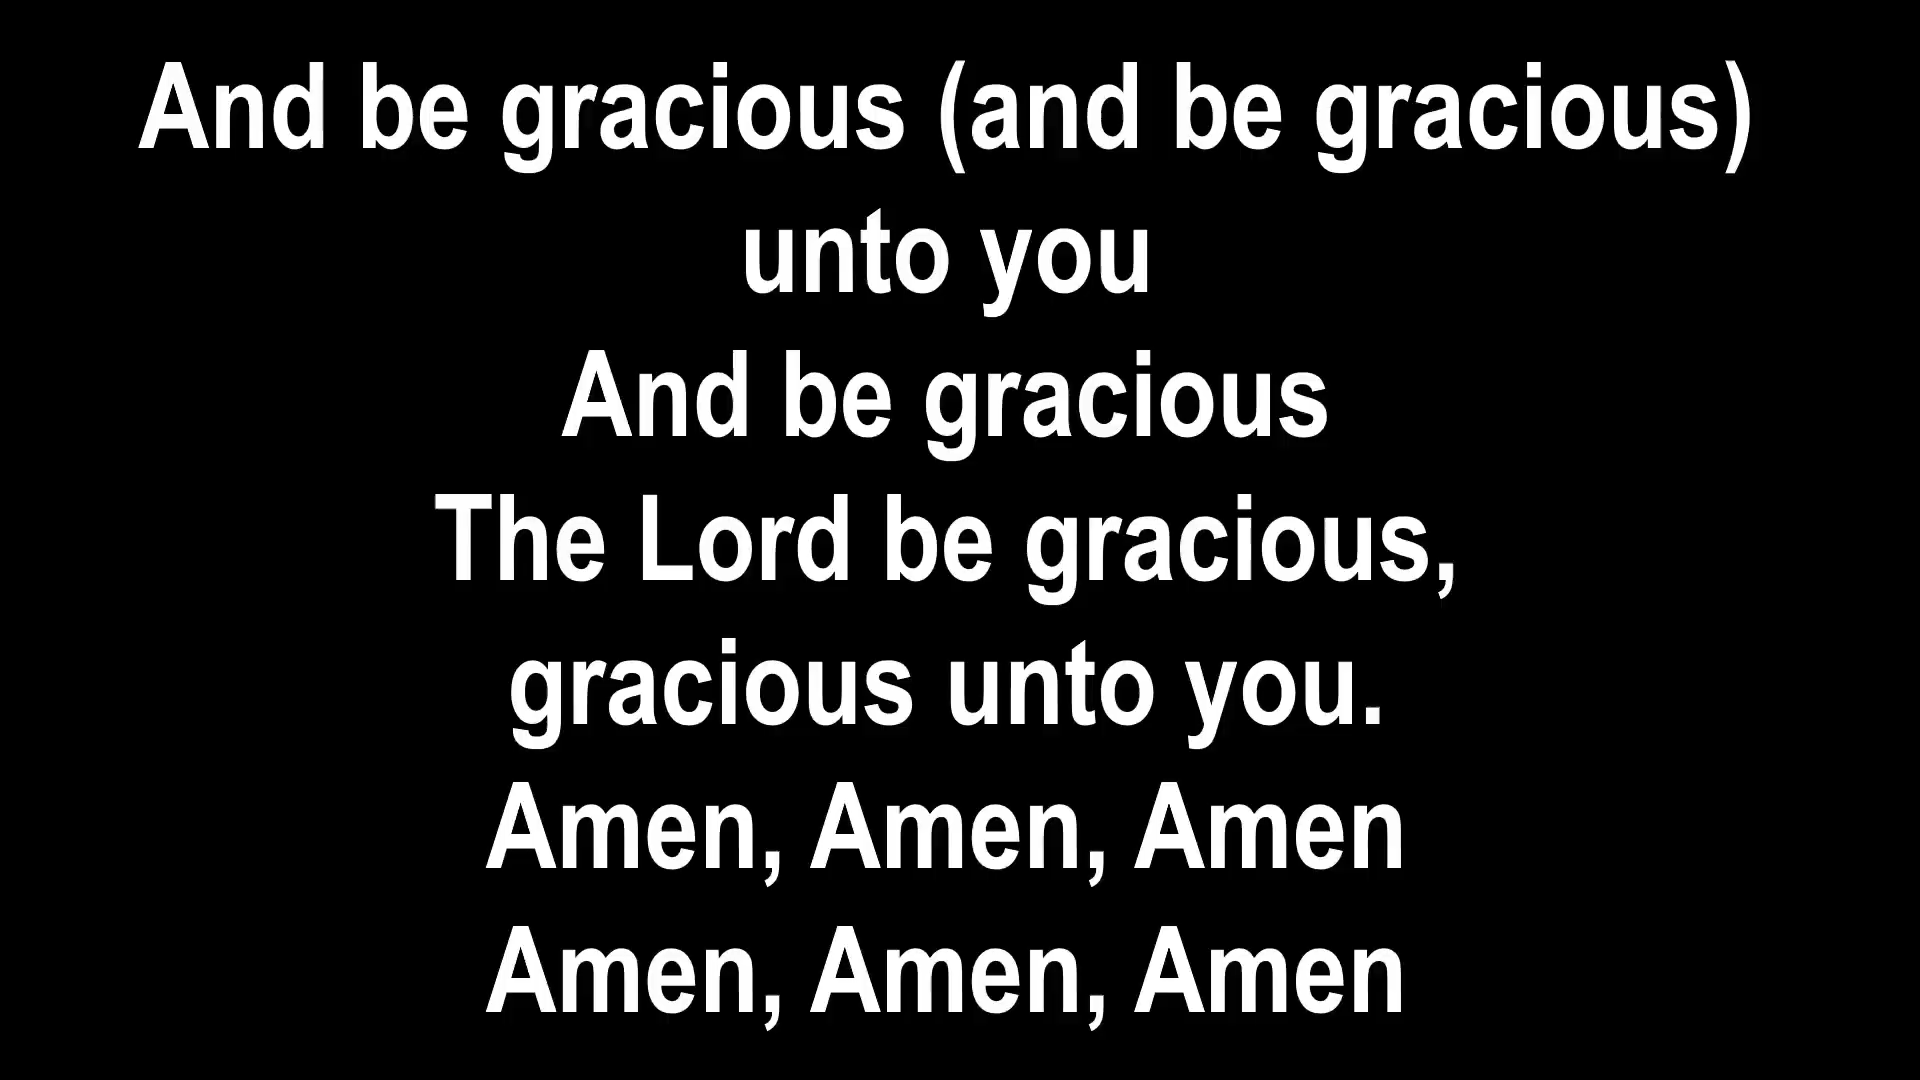 And be gracious (and be gracious)
unto you
And be gracious
The Lord be gracious,
gracious unto you.
Amen, Amen, Amen
Amen, Amen, Amen